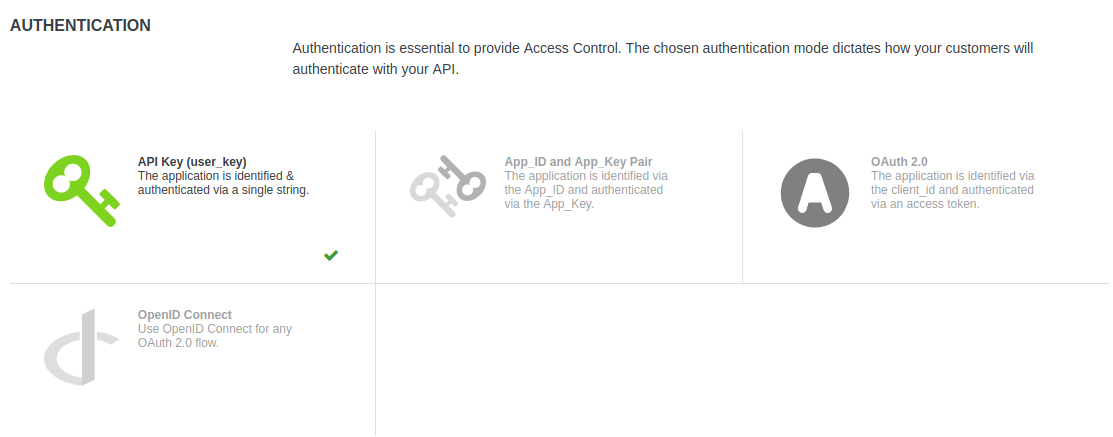 AUTHENTICATION
Authentication is essential to provide Access Control. The chosen authentication mode dictates how your customers will
authenticate with your API.
API Key (user_key)
The application is identified &
authenticated via a single string.
App_ID and App_Key Pair
The application is identified via
the App_ID and authenticated
via the App_Key.
OAuth 2.0
The application is identified via
the client_id and authenticated
via an access token.
OpenID Connect
Use OpenID Connect for any
OAuth 2.0 flow.